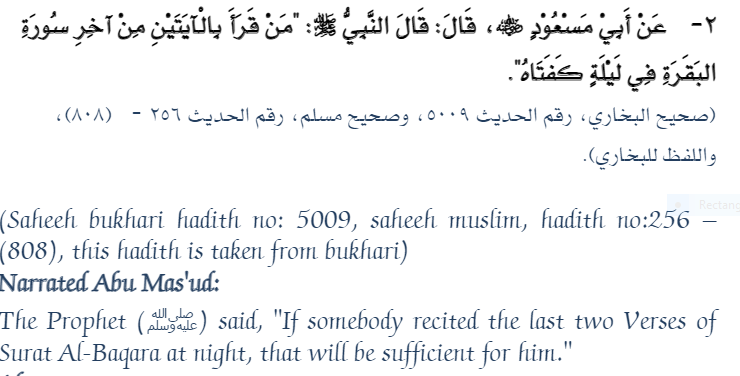 ٢- عَنْ أَبِيْ مَسْعُوْدٍ ؓ، قَالَ: قَالَ النَّبِيُّ ﷺ: "مَنْ قَرَأَ بِالْآيَتَيْنِ مِنْ آخِرِ سُورَةِ
البَقَرَةِ فِي لَيْلَةٍ كَفَتَاهُ".
(صحيح البخاري، رقم الحديث ٥٠٠٩، وصحيح مسلم، رقم الحديث ٢٥٦ - (٨٠٨)،
واللفظ للبخاري).
Rectang
(Saheeh bukhari hadith no: 5009, saheeh muslim, hadith no:256 –
(808), this hadith is taken from bukhari)
Narrated Abu Mas'ud:
The Prophet (ﷺ) said, "If somebody recited the last two Verses of
Surat Al-Baqara at night, that will be sufficient for him."